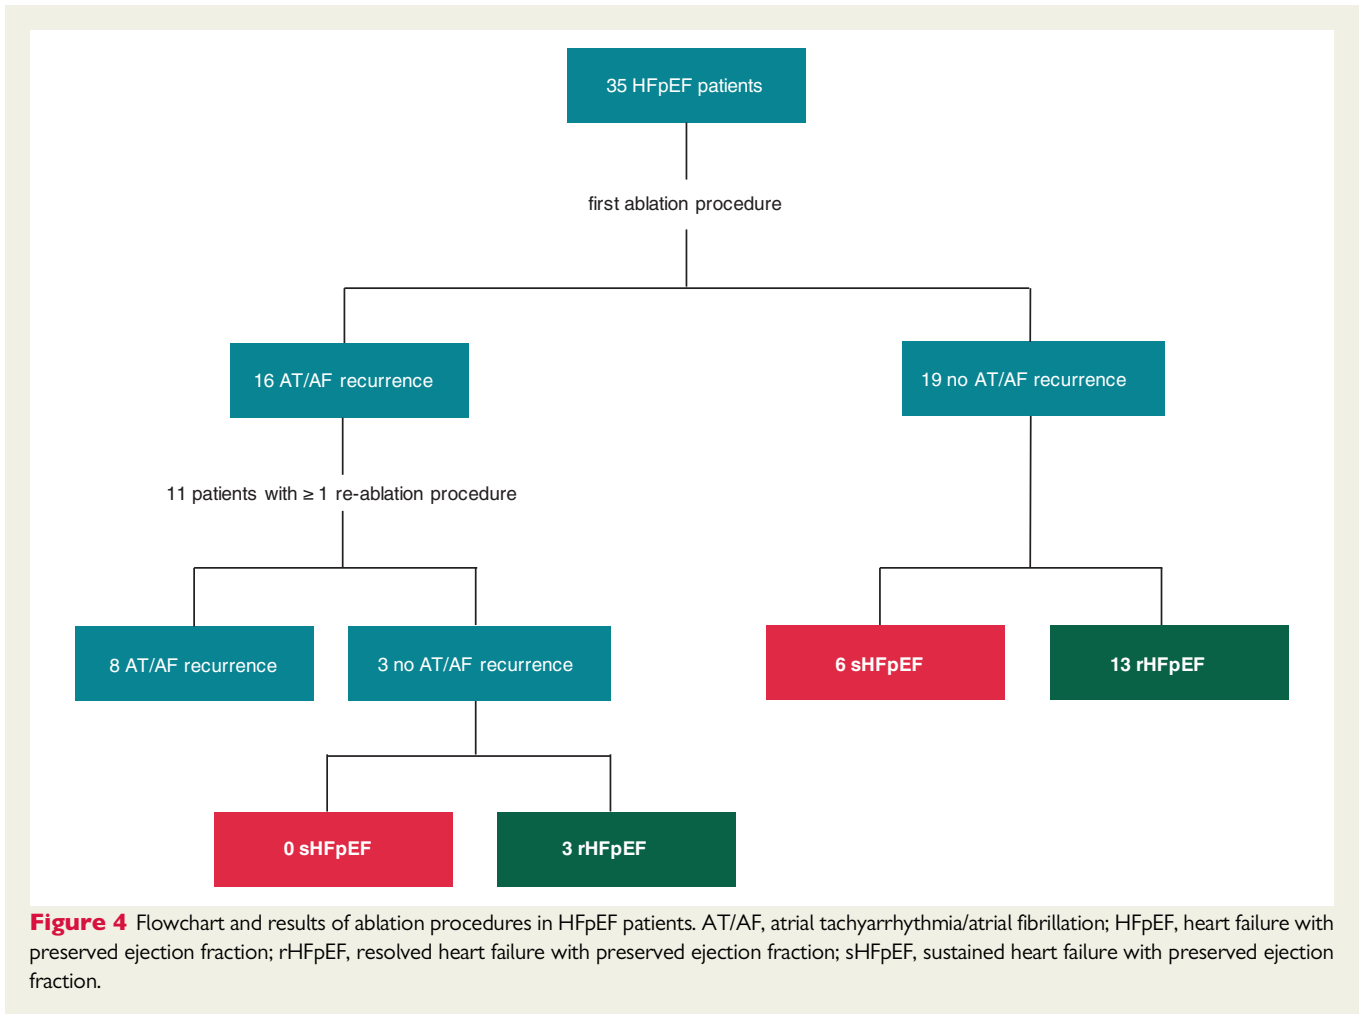 35 HFpEF patients
first ablation procedure
16 AT/AF recurrence
19 no AT/AF recurrence
11 patients with ≥ 1 re-ablation procedure
8 AT/AF recurrence
3 no AT/AF recurrence
6 sHFpEF
13 rHFpEF
0 sHFpEF
3 rHFpEF
Figure 4 Flowchart and results of ablation procedures in HFpEF patients. AT/AF, atrial tachyarrhythmia/atrial fibrillation; HFpEF, heart failure with
preserved ejection fraction; rHFpEF, resolved heart failure with preserved ejection fraction; sHFpEF, sustained heart failure with preserved ejection
fraction.